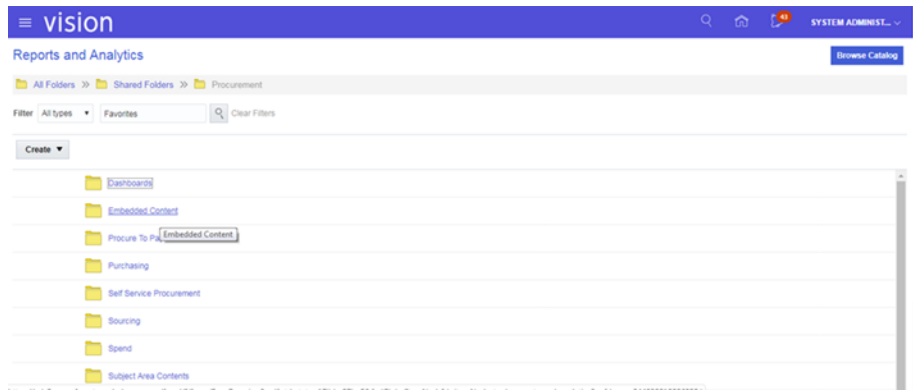 ≡ vision 43 SYSTEM ADMINIST...
Reports and Analytics Browse Catalog
All Folders » Shared Folders » Procurement
Filter All types Favorites Clear Filters
Create
Dashboards
Embedded Content
Procure To Pa
Embedded Content
Purchasing
Self Service Procurement
Sourcing
Spend
Subject Area Contents